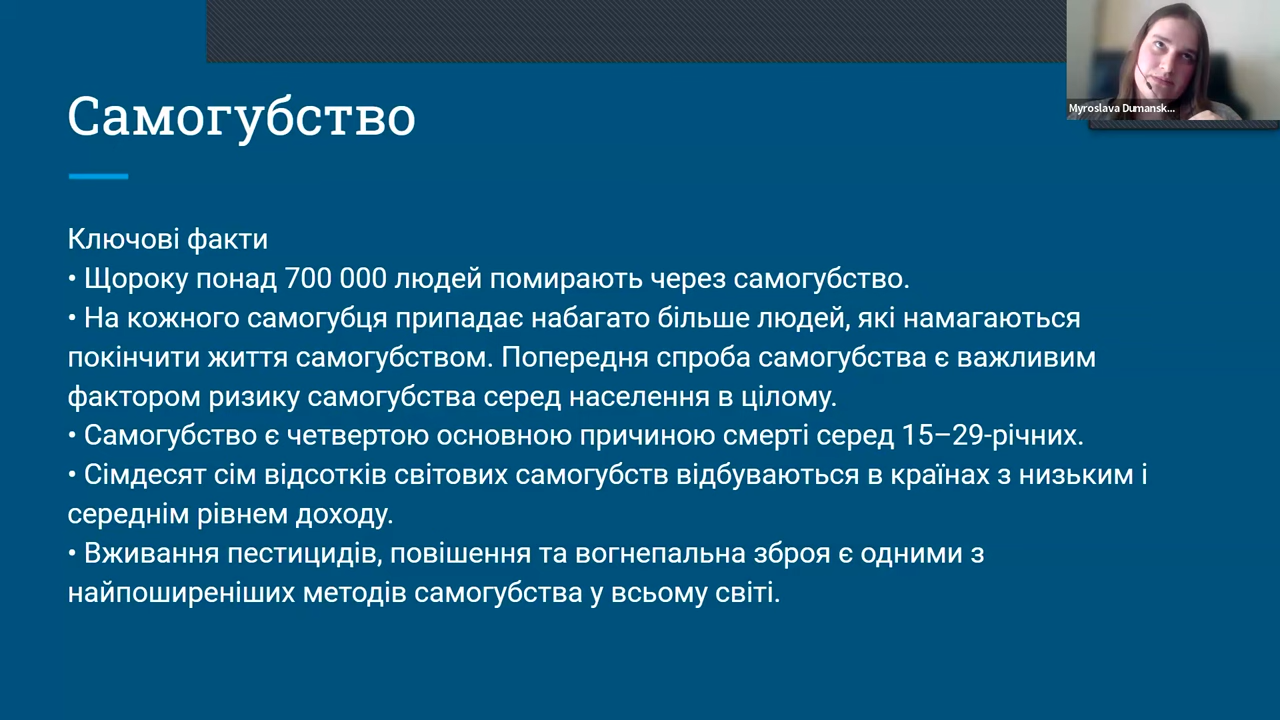 Самогубство
Myroslava Dumansk...
Ключові факти
• Щороку понад 700 000 людей помирають через самогубство.
• На кожного самогубця припадає набагато більше людей, які намагаються
покінчити життя самогубством. Попередня спроба самогубства є важливим
фактором ризику самогубства серед населення в цілому.
• Самогубство є четвертою основною причиною смерті серед 15–29-річних.
• Сімдесят сім відсотків світових самогубств відбуваються в країнах з низьким і
середнім рівнем доходу.
• Вживання пестицидів, повішення та вогнепальна зброя є одними з
найпоширеніших методів самогубства у всьому світі.